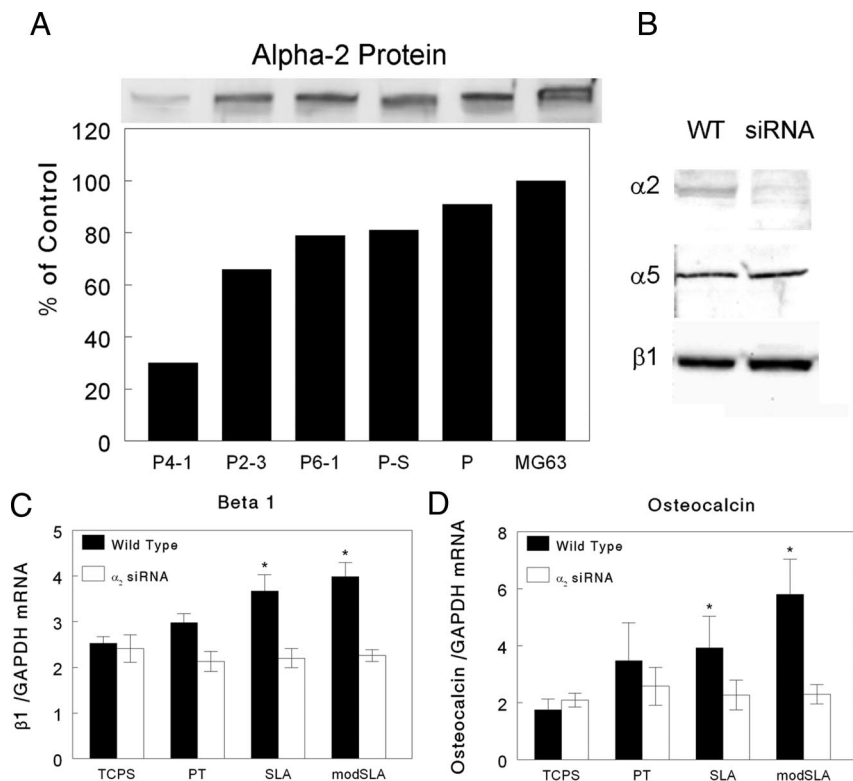 A
Alpha-2 Protein
% of Control
120
100
80
60
40
20
0
P4-1 P2-3 P6-1 P-S P MG63
B
WT siRNA
α2
α5
β1
C
Beta 1
β1 /GAPDH mRNA
5
4
3
2
1
0
Wild Type
α2 siRNA
* *
TCPS PT SLA modSLA
D
Osteocalcin
Osteocalcin /GAPDH mRNA
8
6
4
2
0
Wild Type
α2 siRNA
* *
TCPS PT SLA modSLA